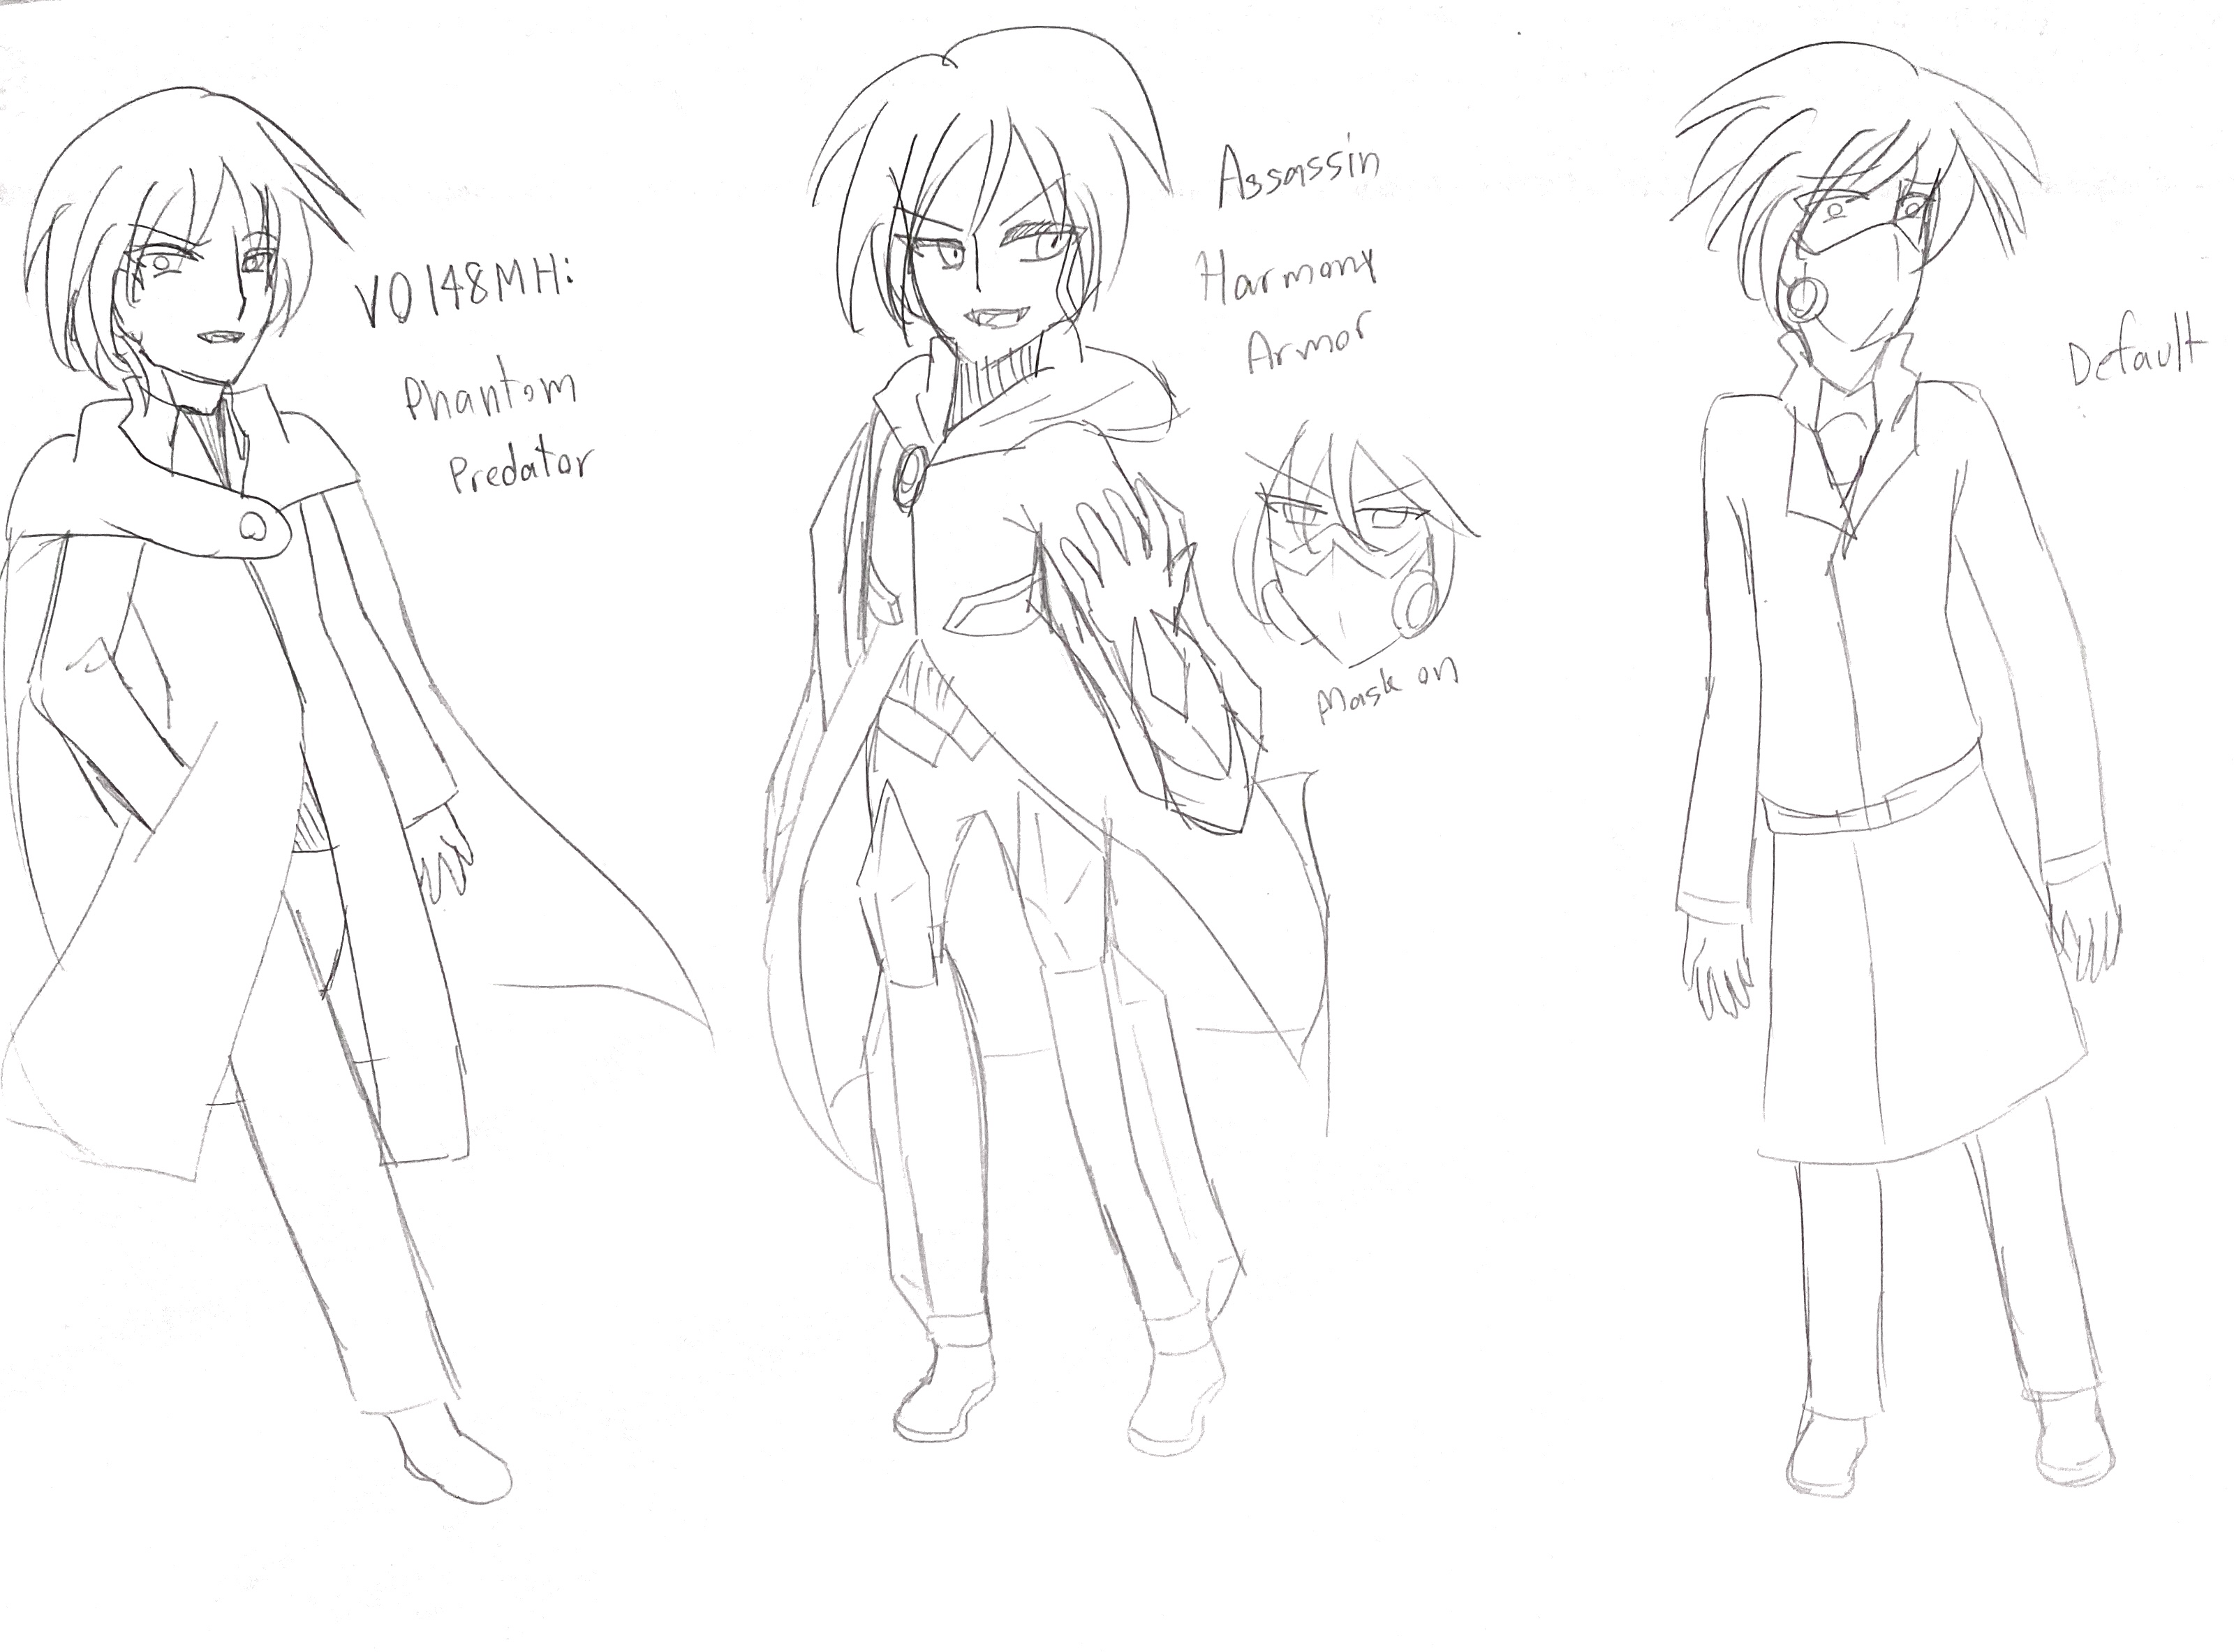 V0148MH:
Phantom
Predator
Assassin
Harmony
Armor
Mask on
Default